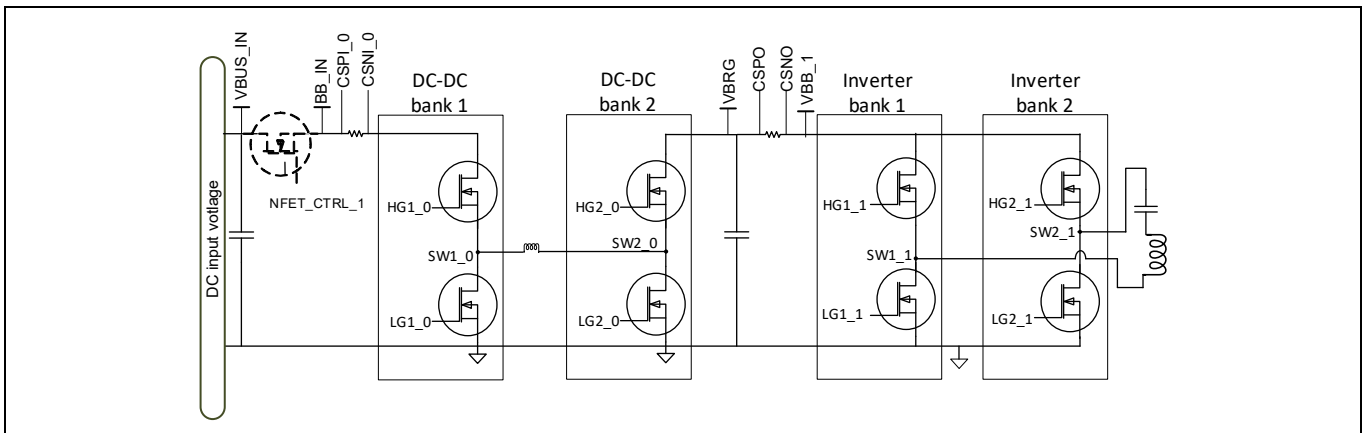 DC input votlage
VBUS_IN
NFET_CTRL_1
BB_IN
CSPI_0
CSNI_0
DC-DC
bank 1
HG1_0
SW1_0
LG1_0
DC-DC
bank 2
HG2_0
SW2_0
LG2_0
VBRG
CSPO
CSNO
VBB_1
Inverter
bank 1
HG1_1
SW1_1
LG1_1
Inverter
bank 2
HG2_1
SW2_1
LG2_1